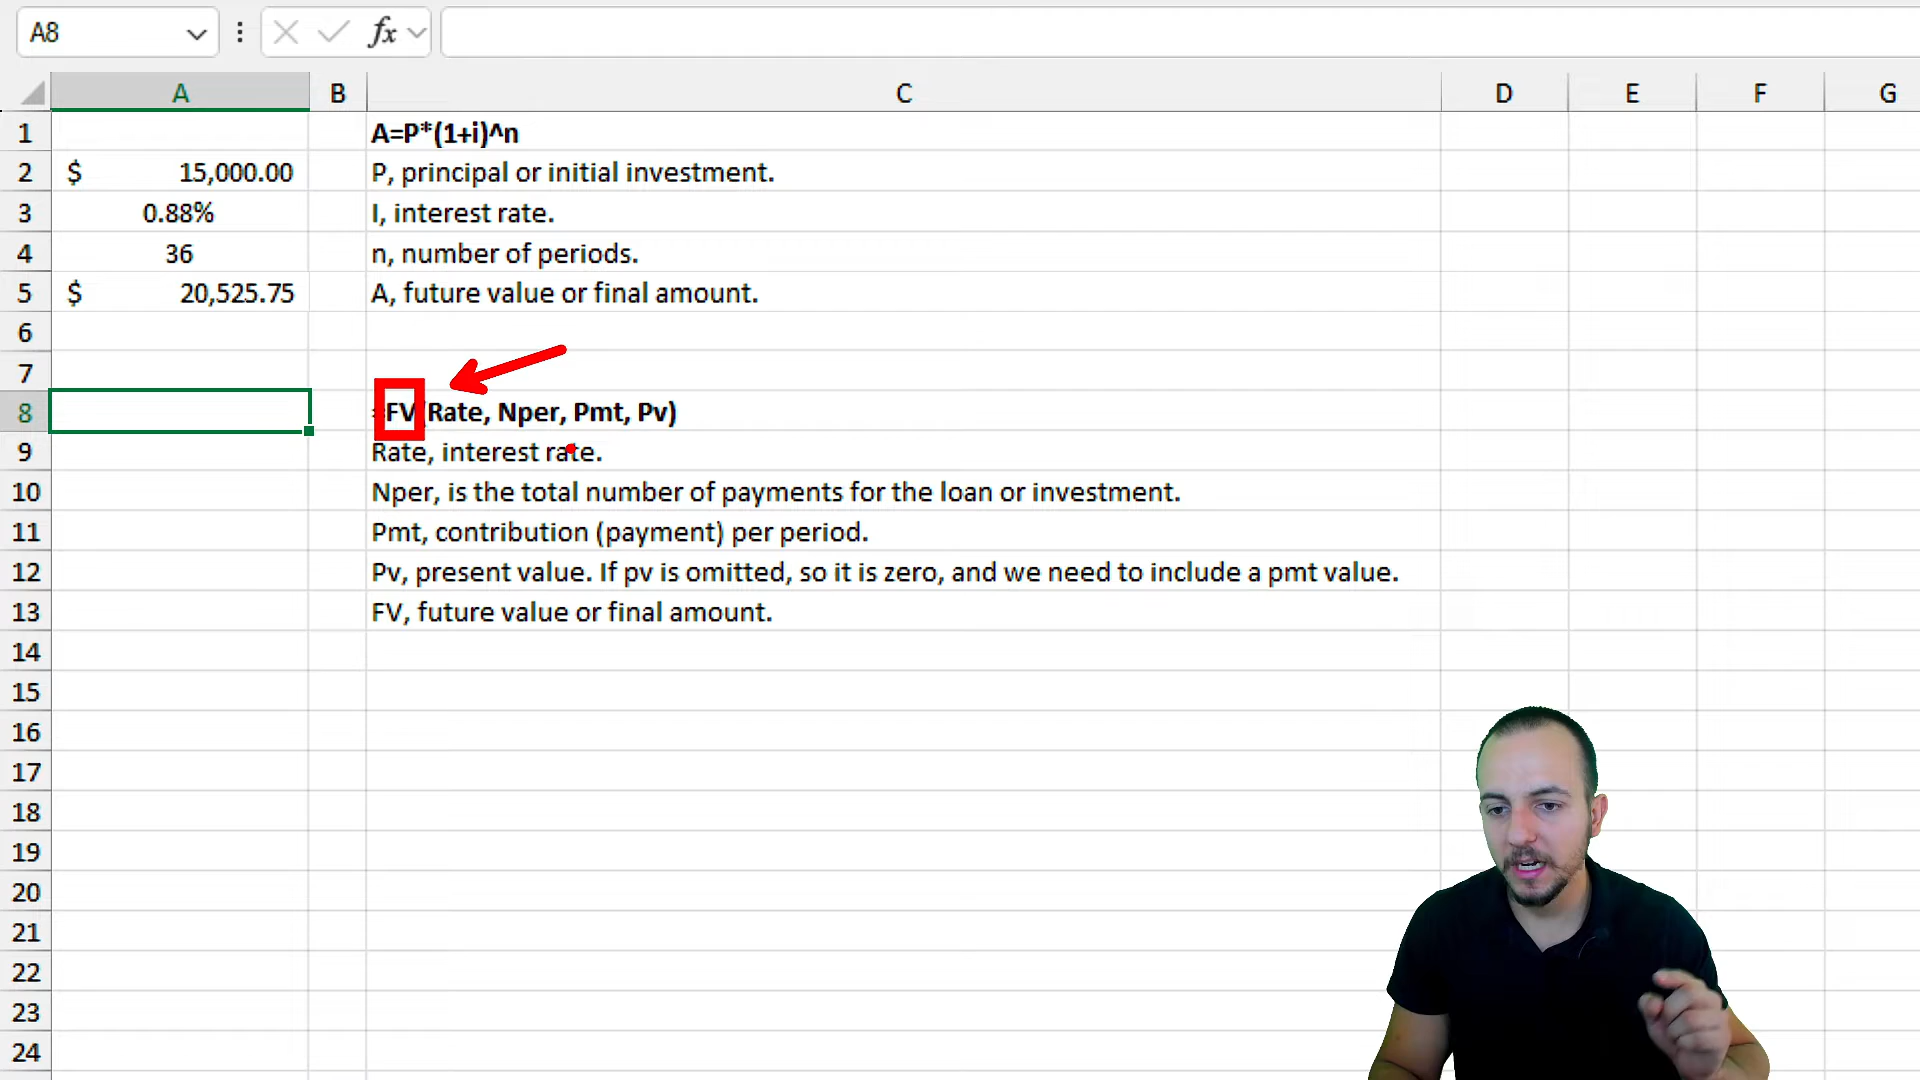 A8
fx
A B C D E F G
1 A=P*(1+i)^n
2 $ 15,000.00 P, principal or initial investment.
3 0.88% I, interest rate.
4 36 n, number of periods.
5 $ 20,525.75 A, future value or final amount.
6
7
8 =FV(Rate, Nper, Pmt, Pv)
9 Rate, interest rate.
10 Nper, is the total number of payments for the loan or investment.
11 Pmt, contribution (payment) per period.
12 Pv, present value. If pv is omitted, so it is zero, and we need to include a pmt value.
13 FV, future value or final amount.
14
15
16
17
18
19
20
21
22
23
24